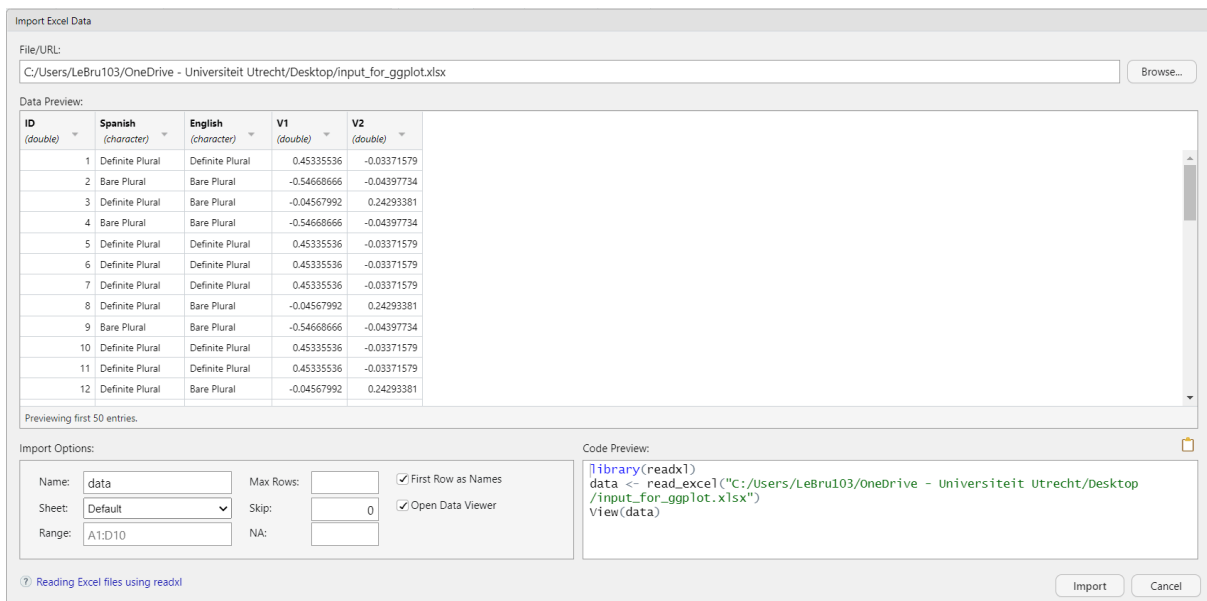 Import Excel Data
File/URL:
C:/Users/LeBru103/OneDrive - Universiteit Utrecht/Desktop/input_for_ggplot.xlsx Browse...
Data Preview:
ID Spanish English V1 V2
(double) (character) (character) (double) (double)
1 Definite Plural Definite Plural 0.45335536 -0.03371579
2 Bare Plural Bare Plural -0.54668666 -0.04397734
3 Definite Plural Bare Plural -0.04567992 0.24293381
4 Bare Plural Bare Plural -0.54668666 -0.04397734
5 Definite Plural Definite Plural 0.45335536 -0.03371579
6 Definite Plural Definite Plural 0.45335536 -0.03371579
7 Definite Plural Definite Plural 0.45335536 -0.03371579
8 Definite Plural Bare Plural -0.04567992 0.24293381
9 Bare Plural Bare Plural -0.54668666 -0.04397734
10 Definite Plural Definite Plural 0.45335536 -0.03371579
11 Definite Plural Definite Plural 0.45335536 -0.03371579
12 Definite Plural Bare Plural -0.04567992 0.24293381
Previewing first 50 entries.
Import Options:
Name: data Max Rows: First Row as Names
Sheet: Default Skip: 0 Open Data Viewer
Range: A1:D10 NA:
Code Preview:
library(readxl)
data <- read_excel("C:/Users/LeBru103/OneDrive - Universiteit Utrecht/Desktop
/input_for_ggplot.xlsx")
View(data)
? Reading Excel files using readxl
Import Cancel